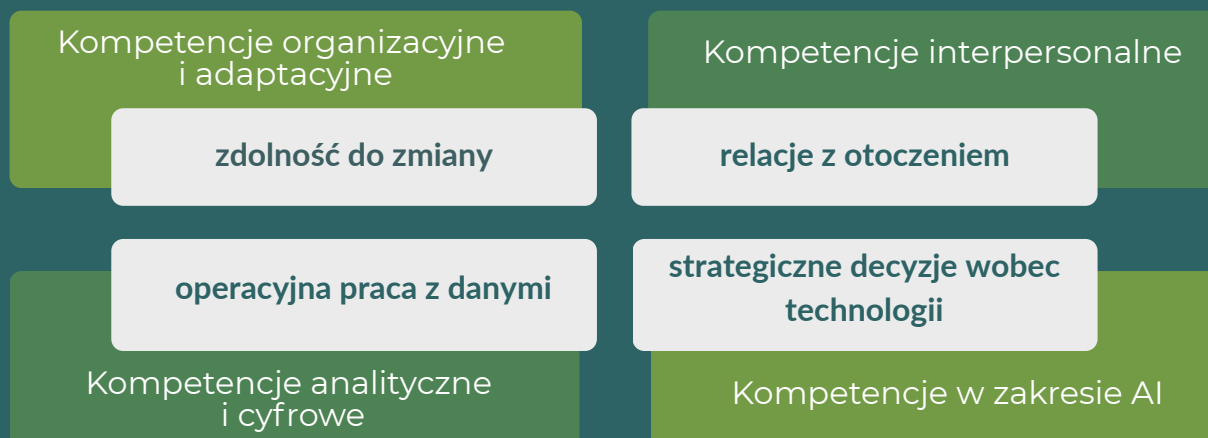 Kompetencje organizacyjne
i adaptacyjne
zdolność do zmiany
Kompetencje interpersonalne
relacje z otoczeniem
operacyjna praca z danymi
Kompetencje analityczne
i cyfrowe
strategiczne decyzje wobec
technologii
Kompetencje w zakresie AI